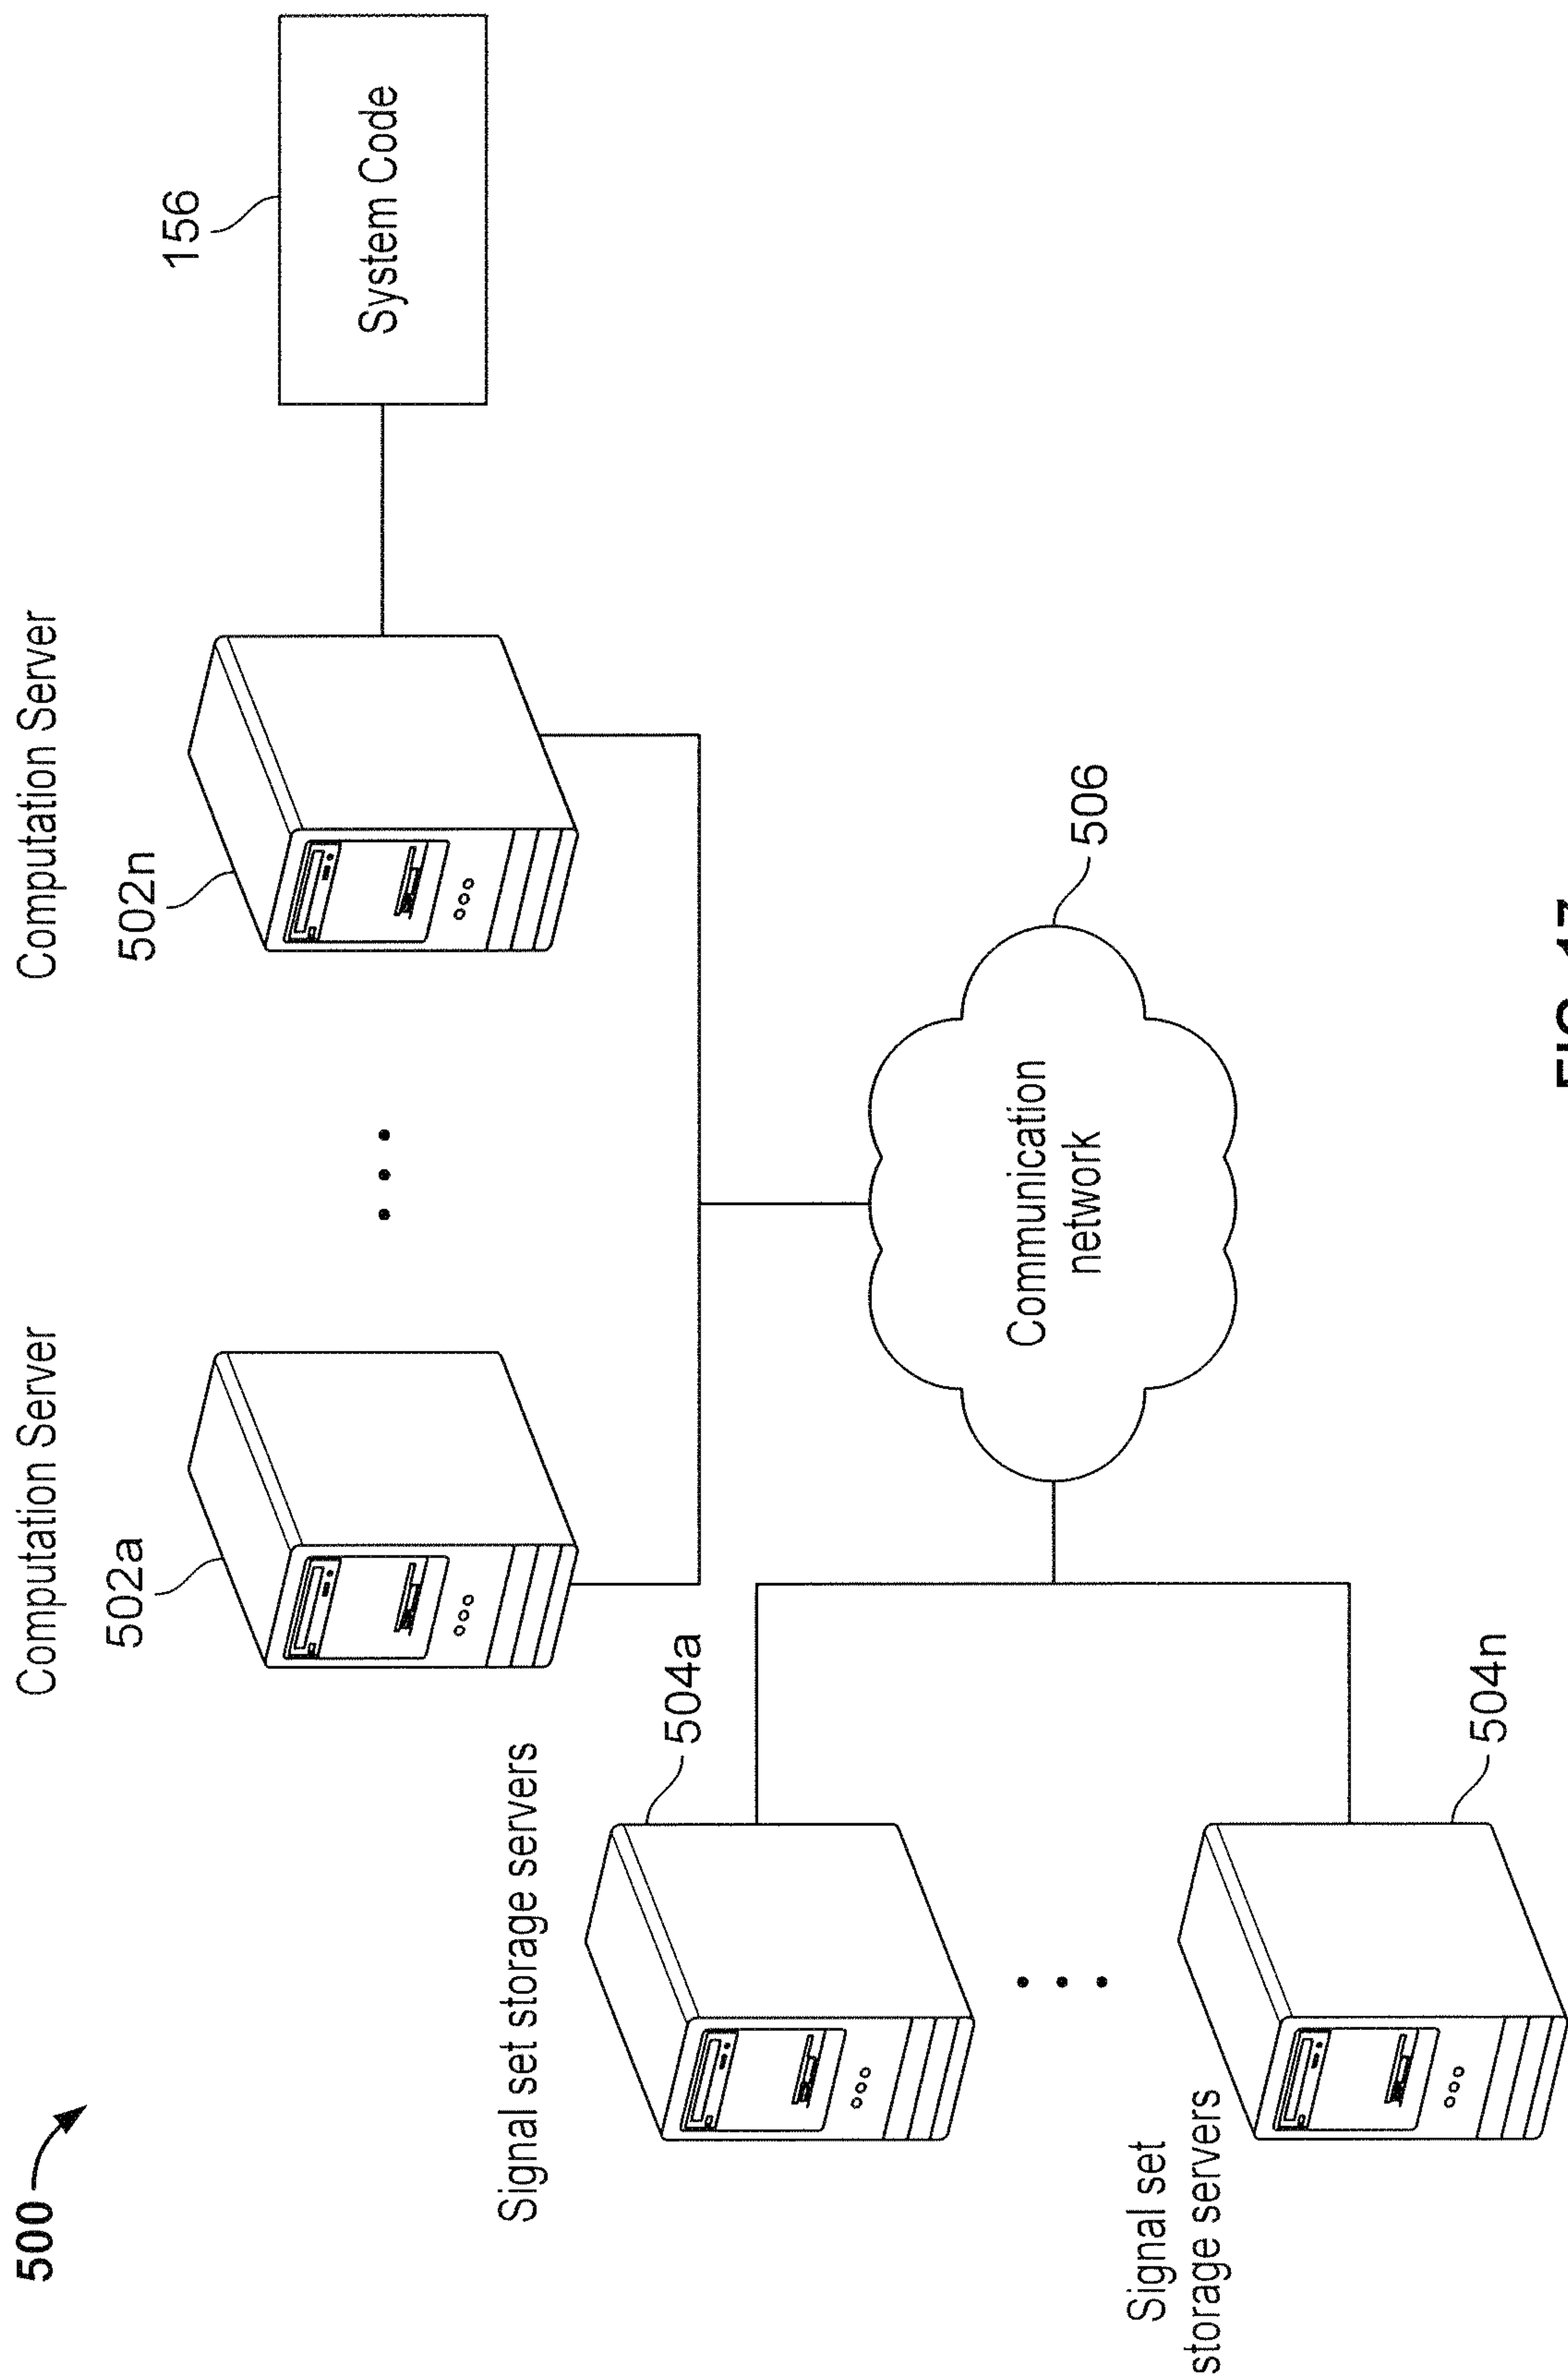 500
Computation Server
502a
Computation Server
502n
156
System Code
Signal set storage servers
504a
Communication
network
506
Signal set
storage servers
504n